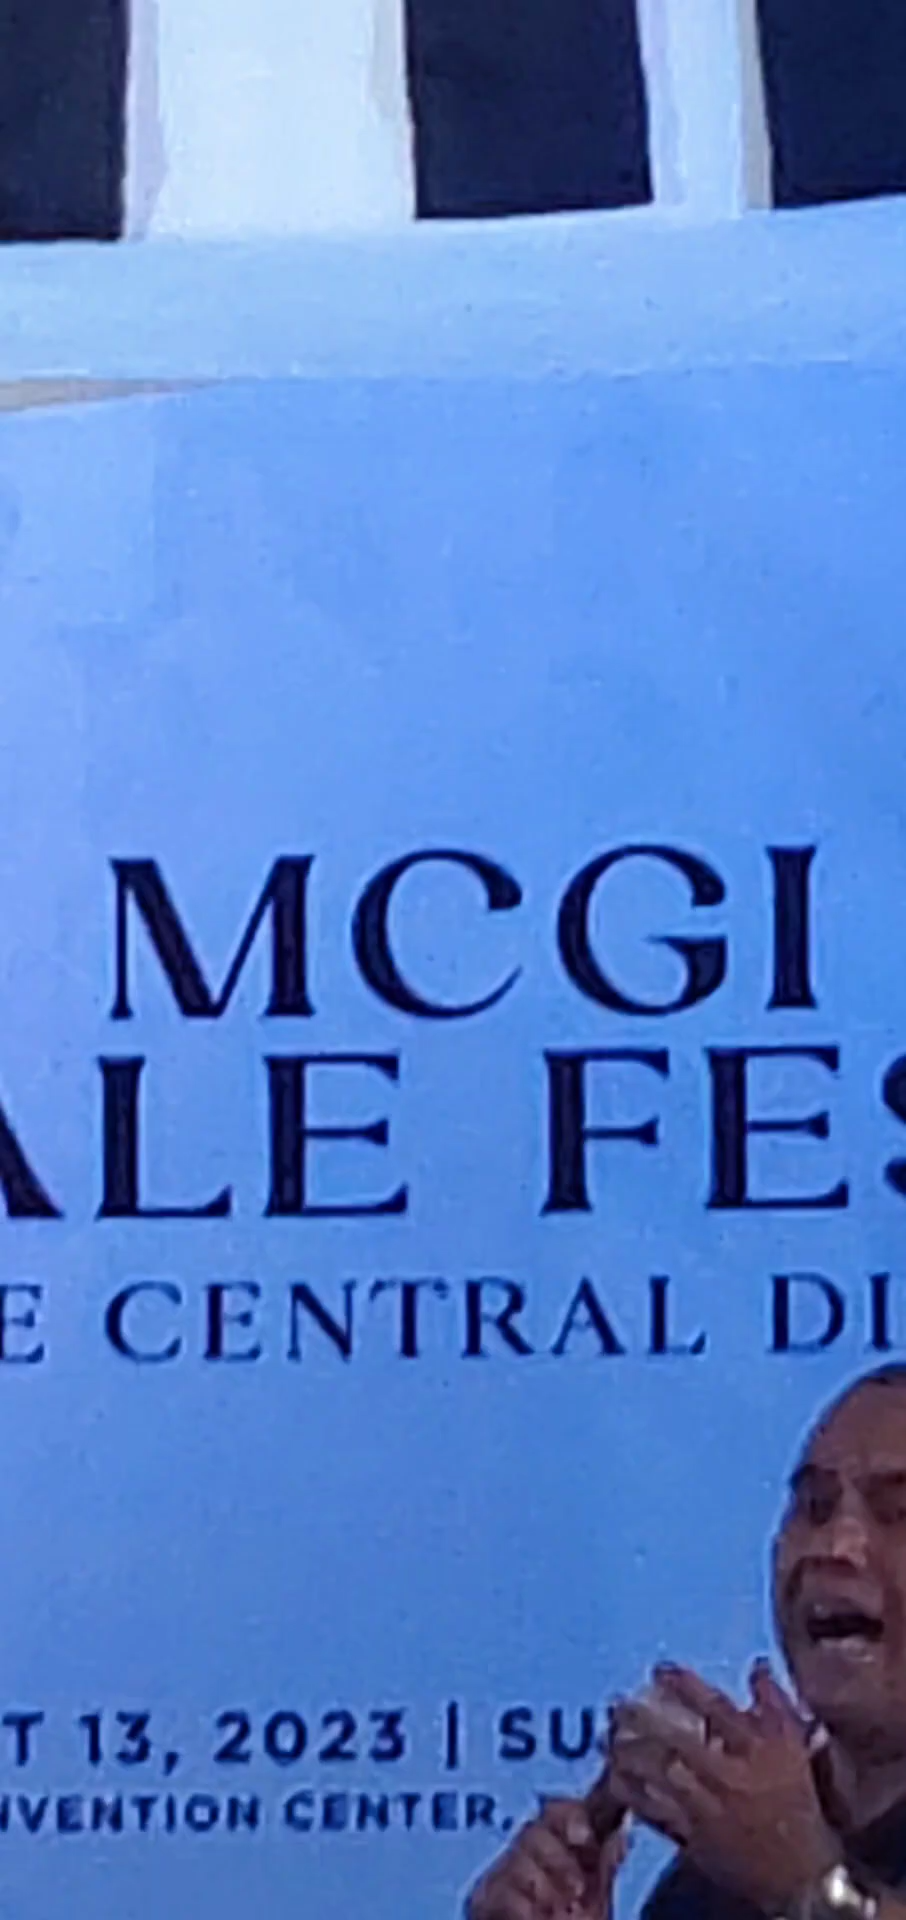 MCGI
ALE FES
E CENTRAL DI
T 13, 2023 | SU
NVENTION CENTER,